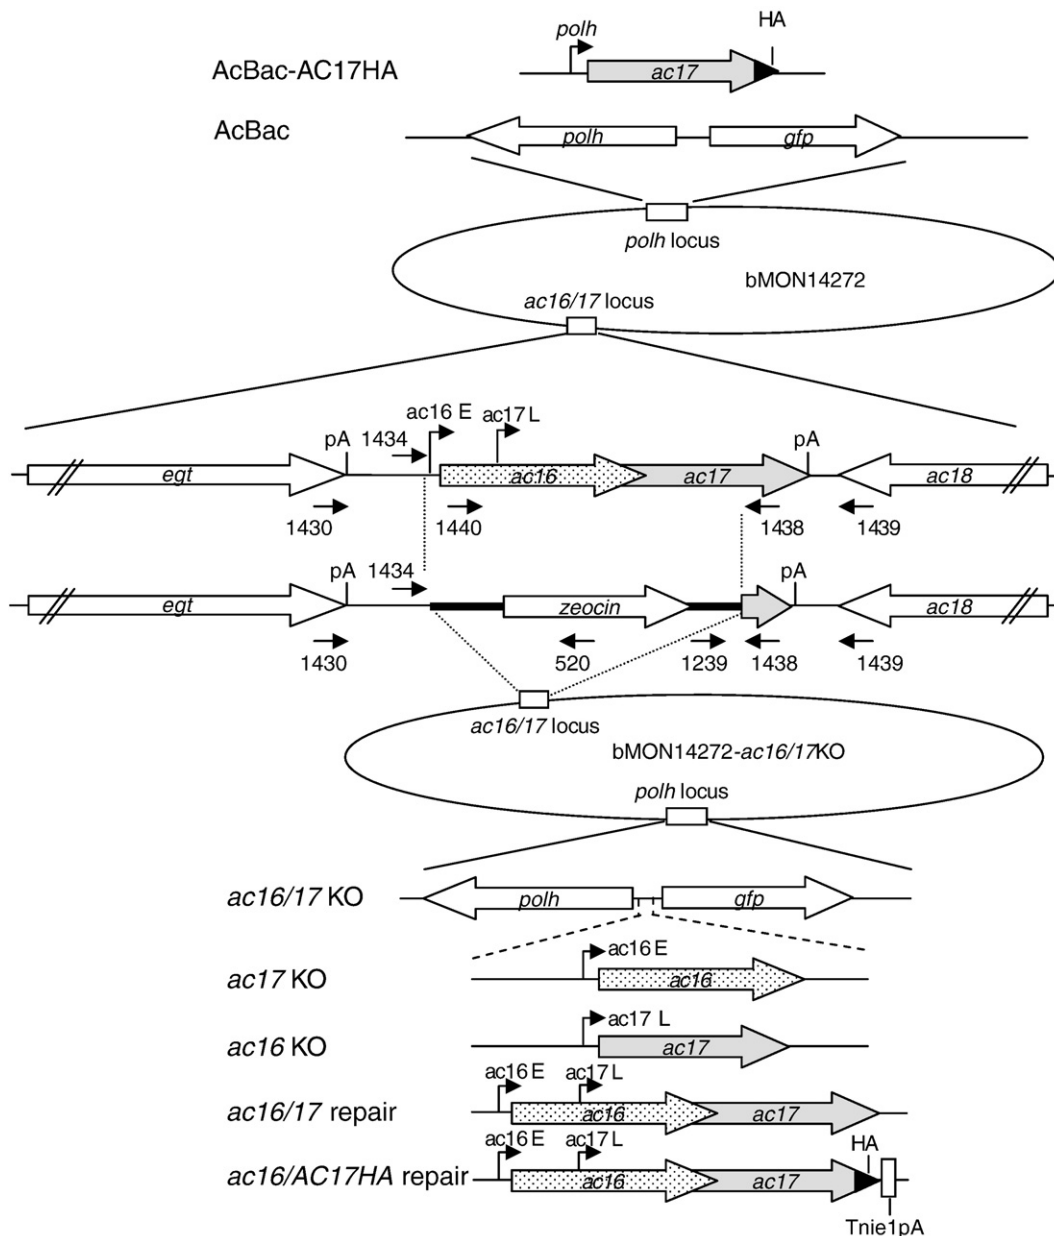 polh
HA
AcBac-AC17HA
ac17
AcBac
polh
gfp
polh locus
bMON14272
ac16/17 locus
ac16 E
ac17 L
pA
1434
pA
egt
ac16
ac17
ac18
1430
1440
1438
1439
pA
1434
pA
egt
zeocin
ac18
1430
520
1239
1438
1439
ac16/17 locus
bMON14272-ac16/17KO
polh locus
ac16/17 KO
polh
gfp
ac16 E
ac17 KO
ac16
ac17 L
ac16 KO
ac17
ac16 E
ac17 L
ac16/17 repair
ac16
ac17
ac16 E
ac17 L
HA
ac16/AC17HA repair
ac16
ac17
Tnie1pA